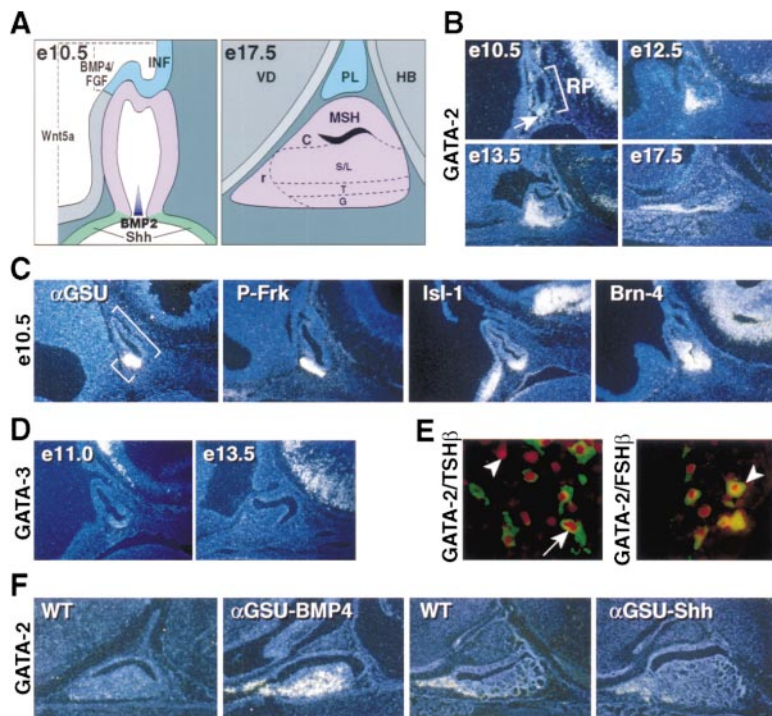 A
e10.5
BMP4/
FGF
INF
Wnt5a
BMP2
Shh
e17.5
VD
PL
HB
MSH
C
S/L
r
T
G
B
GATA-2
e10.5
RP
e12.5
e13.5
e17.5
C
e10.5
αGSU
P-Frk
Isl-1
Brn-4
D
GATA-3
e11.0
e13.5
E
GATA-2/TSHβ
GATA-2/FSHβ
F
GATA-2
WT
αGSU-BMP4
WT
αGSU-Shh